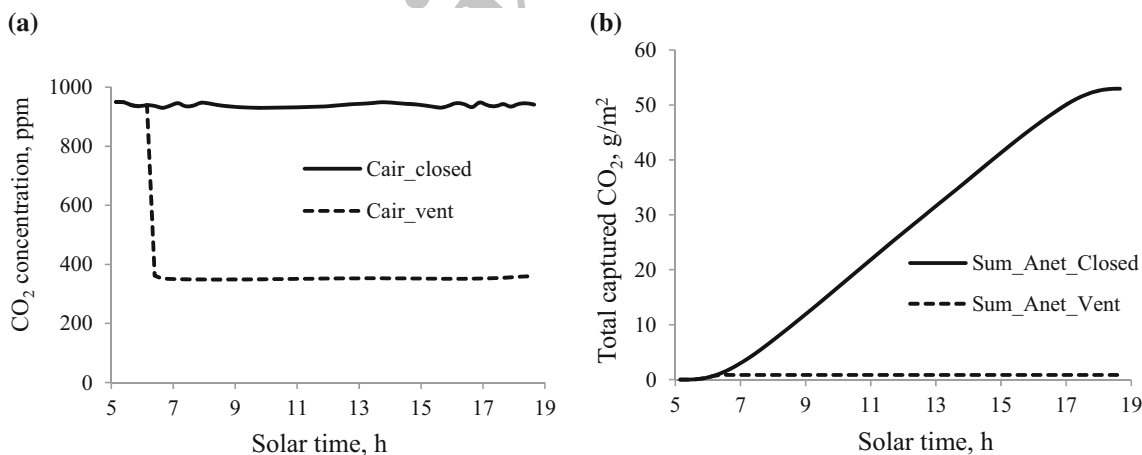 (a)
1000
800
600
400
200
0
CO₂ concentration, ppm
Cair_closed
Cair_vent
5 7 9 11 13 15 17 19
Solar time, h
(b)
60
50
40
30
20
10
0
Total captured CO₂, g/m²
Sum_Anet_Closed
Sum_Anet_Vent
5 7 9 11 13 15 17 19
Solar time, h